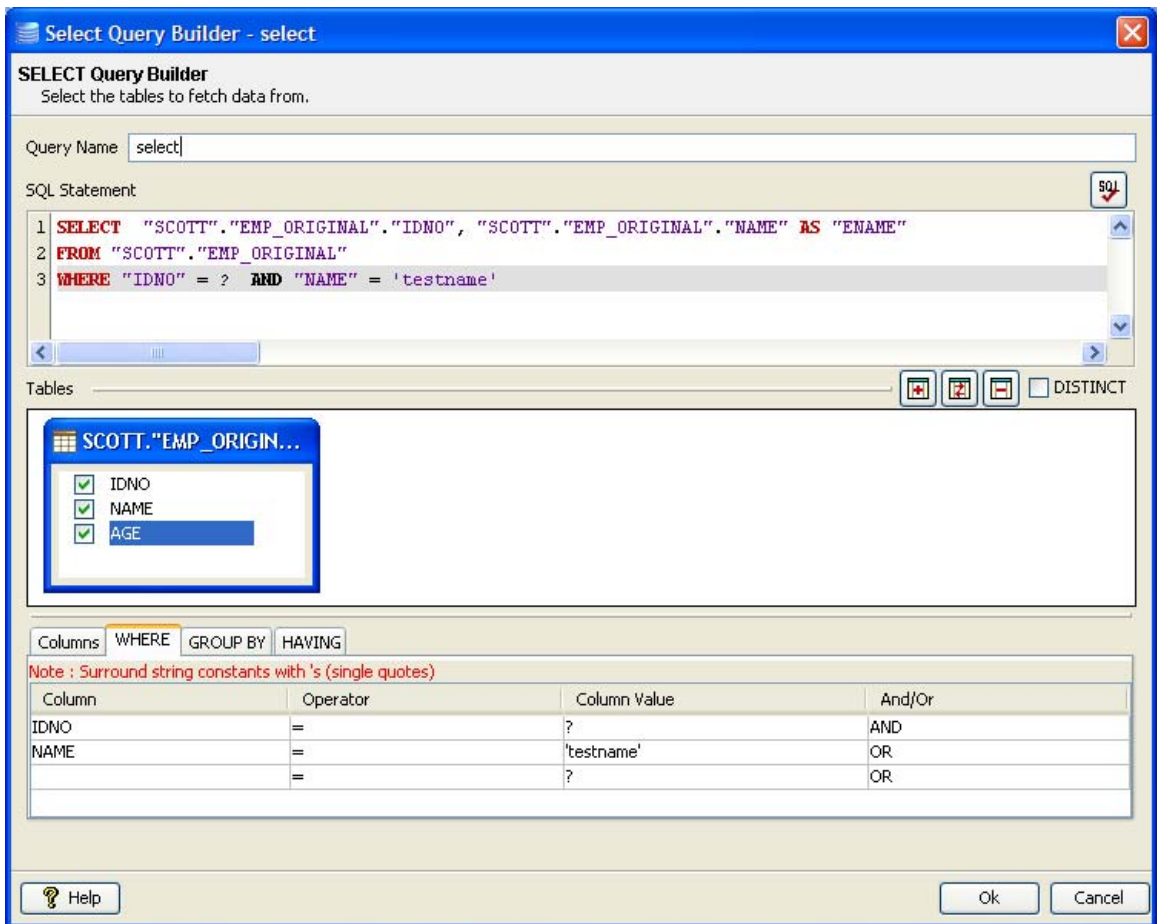 Select Query Builder - select
SELECT Query Builder
Select the tables to fetch data from.
Query Name select
SQL Statement
SQL
1 SELECT  "SCOTT"."EMP_ORIGINAL"."IDNO", "SCOTT"."EMP_ORIGINAL"."NAME" AS "ENAME"
2 FROM "SCOTT"."EMP_ORIGINAL"
3 WHERE "IDNO" = ?  AND "NAME" = 'testname'
Tables DISTINCT
SCOTT."EMP_ORIGIN...
IDNO
NAME
AGE
Columns WHERE GROUP BY HAVING
Note : Surround string constants with 's (single quotes)
Column Operator Column Value And/Or
IDNO = ? AND
NAME = 'testname' OR
= ? OR
Help Ok Cancel